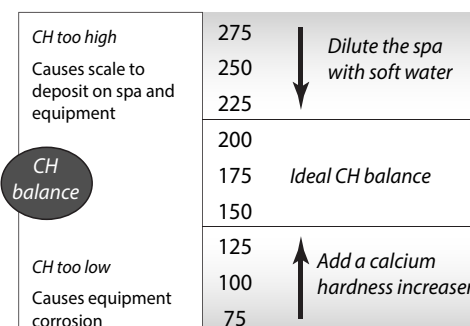 CH too high
Causes scale to
deposit on spa and
equipment
CH
balance
CH too low
Causes equipment
corrosion
275
250
225
200
175
150
125
100
75
Dilute the spa
with soft water
Ideal CH balance
Add a calcium
hardness increaser